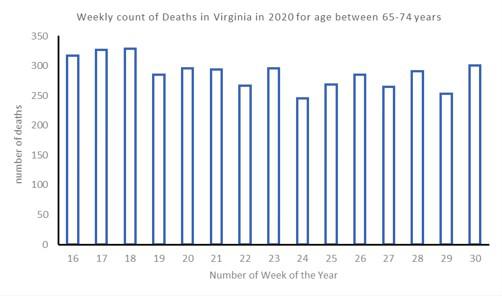 Weekly count of Deaths in Virginia in 2020 for age between 65-74 years
350
300
250
200
150
100
50
0
number of deaths
16 17 18 19 20 21 22 23 24 25 26 27 28 29 30
Number of Week of the Year